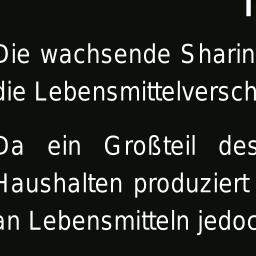 Die wachsende Sharin
die Lebensmittelversch
Da ein Großteil des
Haushalten produziert
an Lebensmitteln jedoc